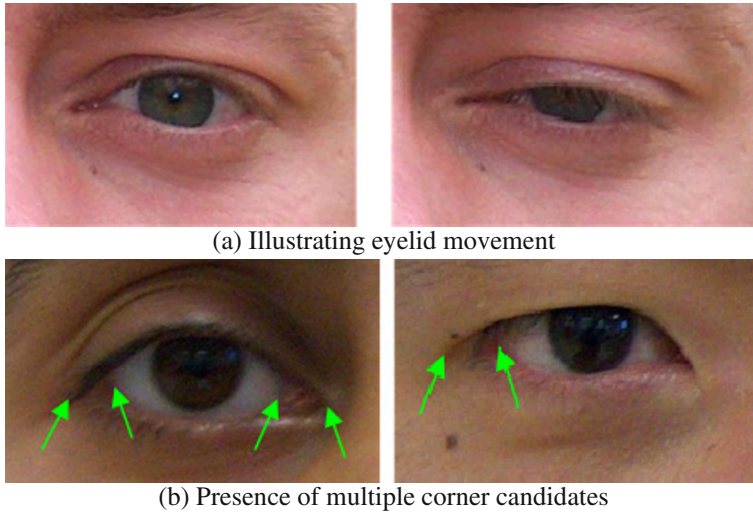 (a) Illustrating eyelid movement
(b) Presence of multiple corner candidates